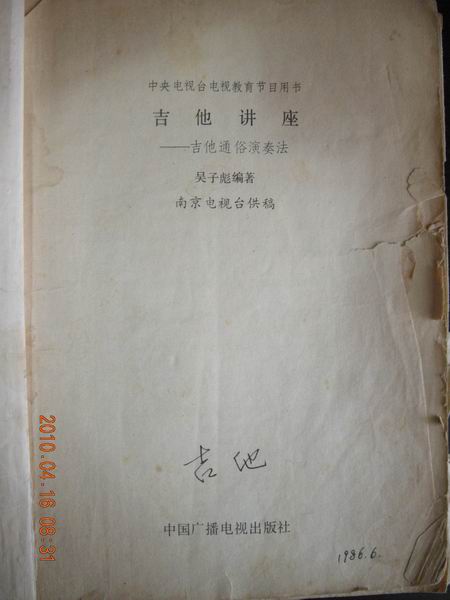 中央电视台电视教育节目用书
吉他讲座
——吉他通俗演奏法
吴子彪编著
南京电视台供稿
吉他
中国广播电视出版社
1986.6.
2010.04.16 08:31